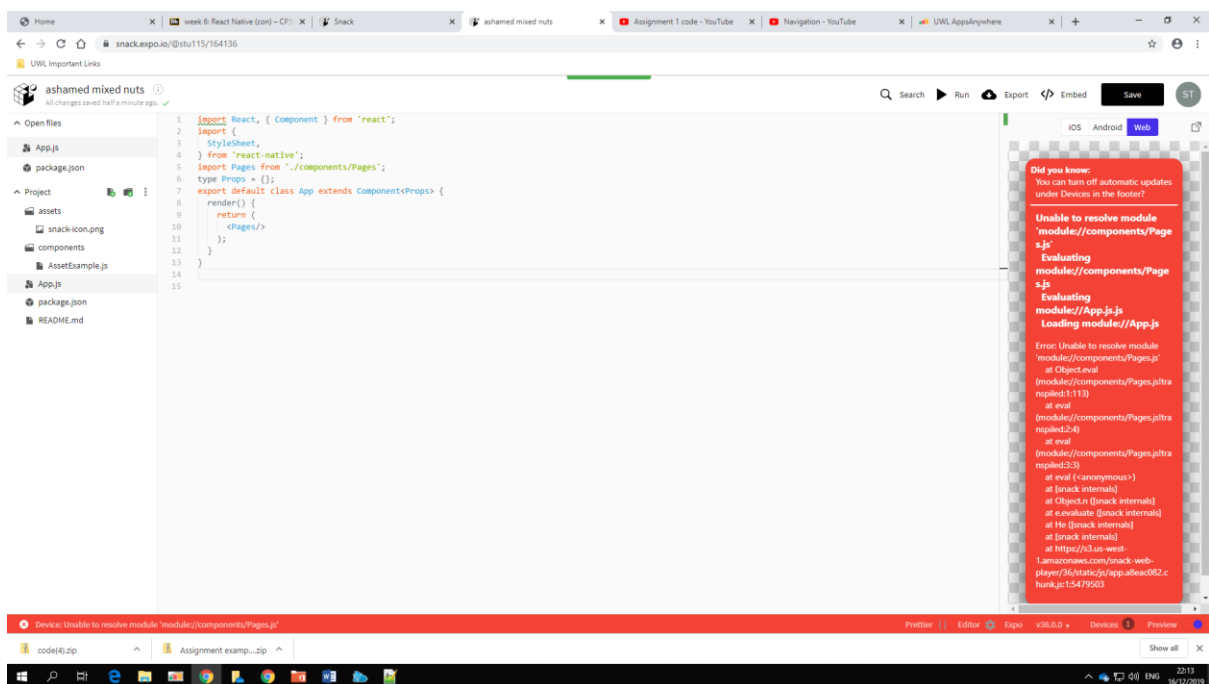 Home
week 6: React Native (con) – CP5
Snack
ashamed mixed nuts
Assignment 1 code - YouTube
Navigation - YouTube
UWL AppsAnywhere
snack.expo.io/@stu115/164136
UWL Important Links
ashamed mixed nuts
All changes saved half a minute ago.
Search
Run
Export
Embed
Save
ST
Open files
App.js
package.json
Project
assets
snack-icon.png
components
AssetExample.js
App.js
package.json
README.md
1 import React, { Component } from 'react';
2 import {
3 StyleSheet,
4 } from 'react-native';
5 import Pages from './components/Pages';
6 type Props = {};
7 export default class App extends Component<Props> {
8 render() {
9 return (
10 <Pages/>
11 );
12 }
13 }
14
15
iOS Android Web
Did you know:
You can turn off automatic updates
under Devices in the footer?
Unable to resolve module
'module://components/Page
s.js'
Evaluating
module://components/Page
s.js
Evaluating
module://App.js.js
Loading module://App.js
Error: Unable to resolve module
'module://components/Pages.js'
at Object.eval
(module://components/Pages.js!tra
nspiled:1:113)
at eval
(module://components/Pages.js!tra
nspiled:2:4)
at eval
(module://components/Pages.js!tra
nspiled:3:3)
at eval (<anonymous>)
at [snack internals]
at Object.n ([snack internals]
at e.evaluate ([snack internals]
at He ([snack internals]
at [snack internals]
at https://s3.us-west-
1.amazonaws.com/snack-web-
player/36/static/js/app.a8eac082.c
hunk.js:1:5479503
Device: Unable to resolve module 'module://components/Pages.js'
Prettier { } Editor Expo v36.0.0 Devices 1 Preview
code(4).zip
Assignment examp....zip
Show all
ENG
22:13
16/12/2019